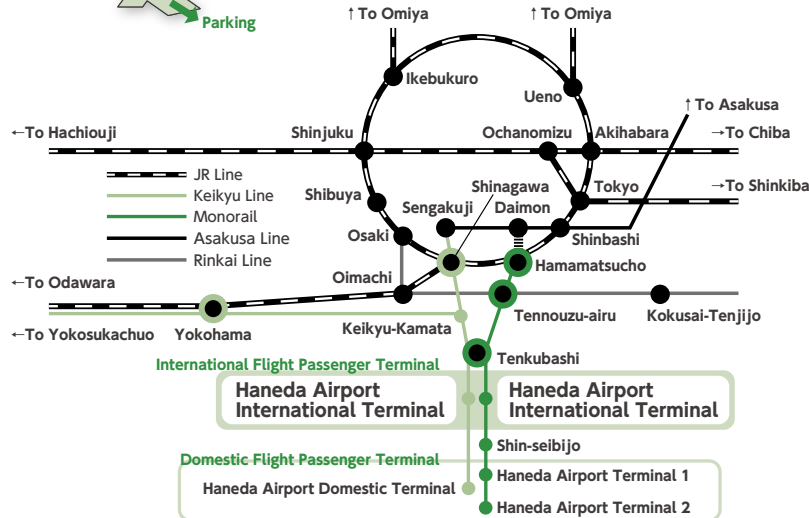 ↑ To Omiya
↑ To Omiya
Parking
Ikebukuro
Ueno
↑ To Asakusa
←To Hachiouji
Shinjuku
Ochanomizu
Akihabara
→To Chiba
JR Line
Keikyu Line
Monorail
Asakusa Line
Rinkai Line
Shibuya
Shinagawa
Tokyo
→To Shinkiba
Sengakuji
Daimon
Osaki
Shinbashi
Oimachi
Hamamatsucho
←To Odawara
←To Yokosukachuo
Yokohama
Keikyu-Kamata
Tennouzu-airu
Kokusai-Tenjijo
Tenkubashi
International Flight Passenger Terminal
Haneda Airport
International Terminal
Haneda Airport
International Terminal
Shin-seibijo
Domestic Flight Passenger Terminal
Haneda Airport Domestic Terminal
Haneda Airport Terminal 1
Haneda Airport Terminal 2